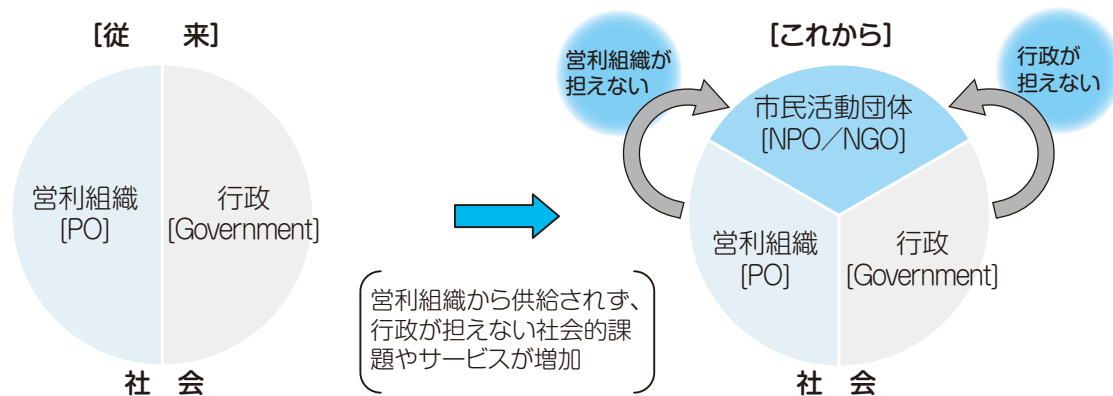 [従　来]
営利組織
[PO]
行政
[Government]
社　会
営利組織から供給されず、
行政が担えない社会的課
題やサービスが増加
[これから]
営利組織が
担えない
行政が
担えない
市民活動団体
[NPO／NGO]
営利組織
[PO]
行政
[Government]
社　会